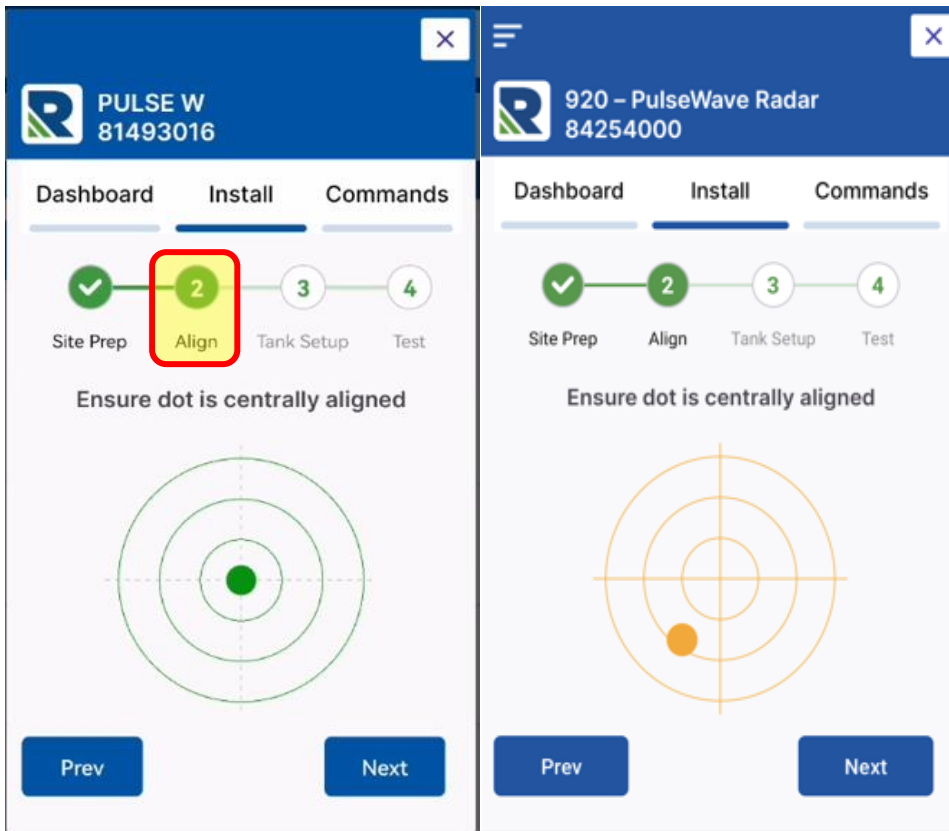 PULSE W
81493016
Dashboard Install Commands
2 3 4
Site Prep Align Tank Setup Test
Ensure dot is centrally aligned
Prev Next
920 – PulseWave Radar
84254000
Dashboard Install Commands
2 3 4
Site Prep Align Tank Setup Test
Ensure dot is centrally aligned
Prev Next